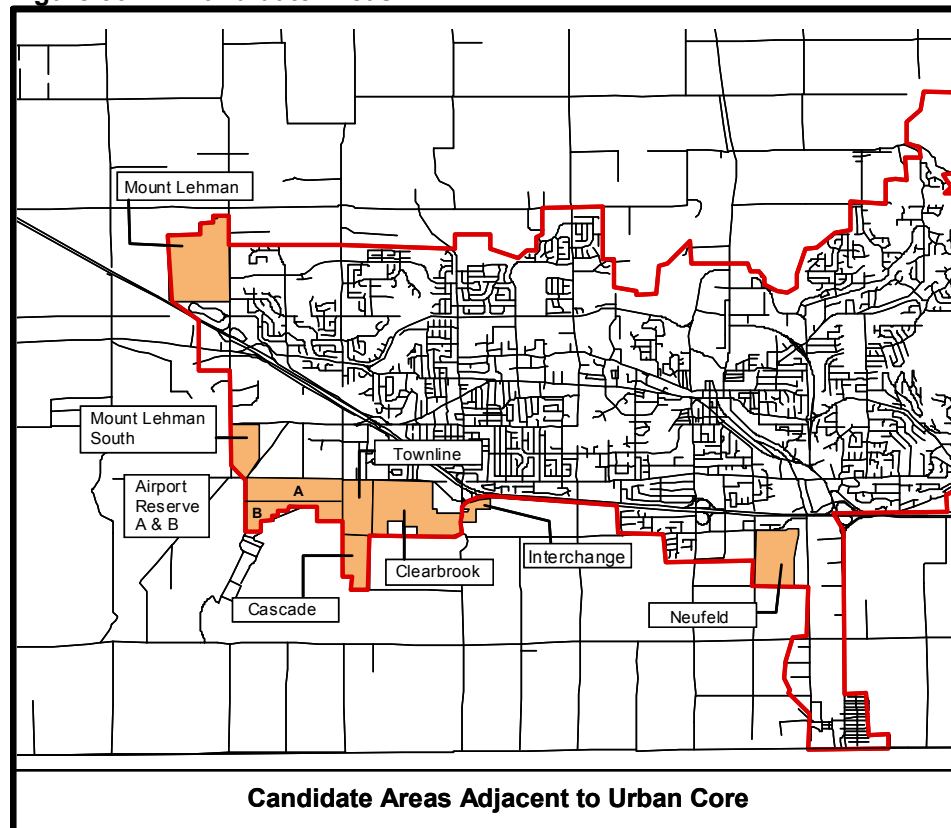 Mount Lehman
Mount Lehman
South
Townline
Airport
Reserve
A & B
A
B
Interchange
Clearbrook
Cascade
Neufeld
Candidate Areas Adjacent to Urban Core